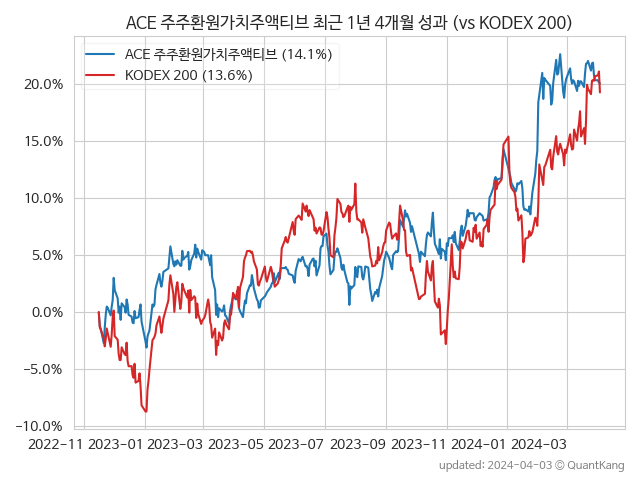 ACE 주주환원가치주액티브 최근 1년 4개월 성과 (vs KODEX 200)
ACE 주주환원가치주액티브 (14.1%)
KODEX 200 (13.6%)
20.0%
15.0%
10.0%
5.0%
0.0%
−5.0%
−10.0%
2022-11 2023-01 2023-03 2023-05 2023-07 2023-09 2023-11 2024-01 2024-03
updated: 2024-04-03 ⓒ QuantKang